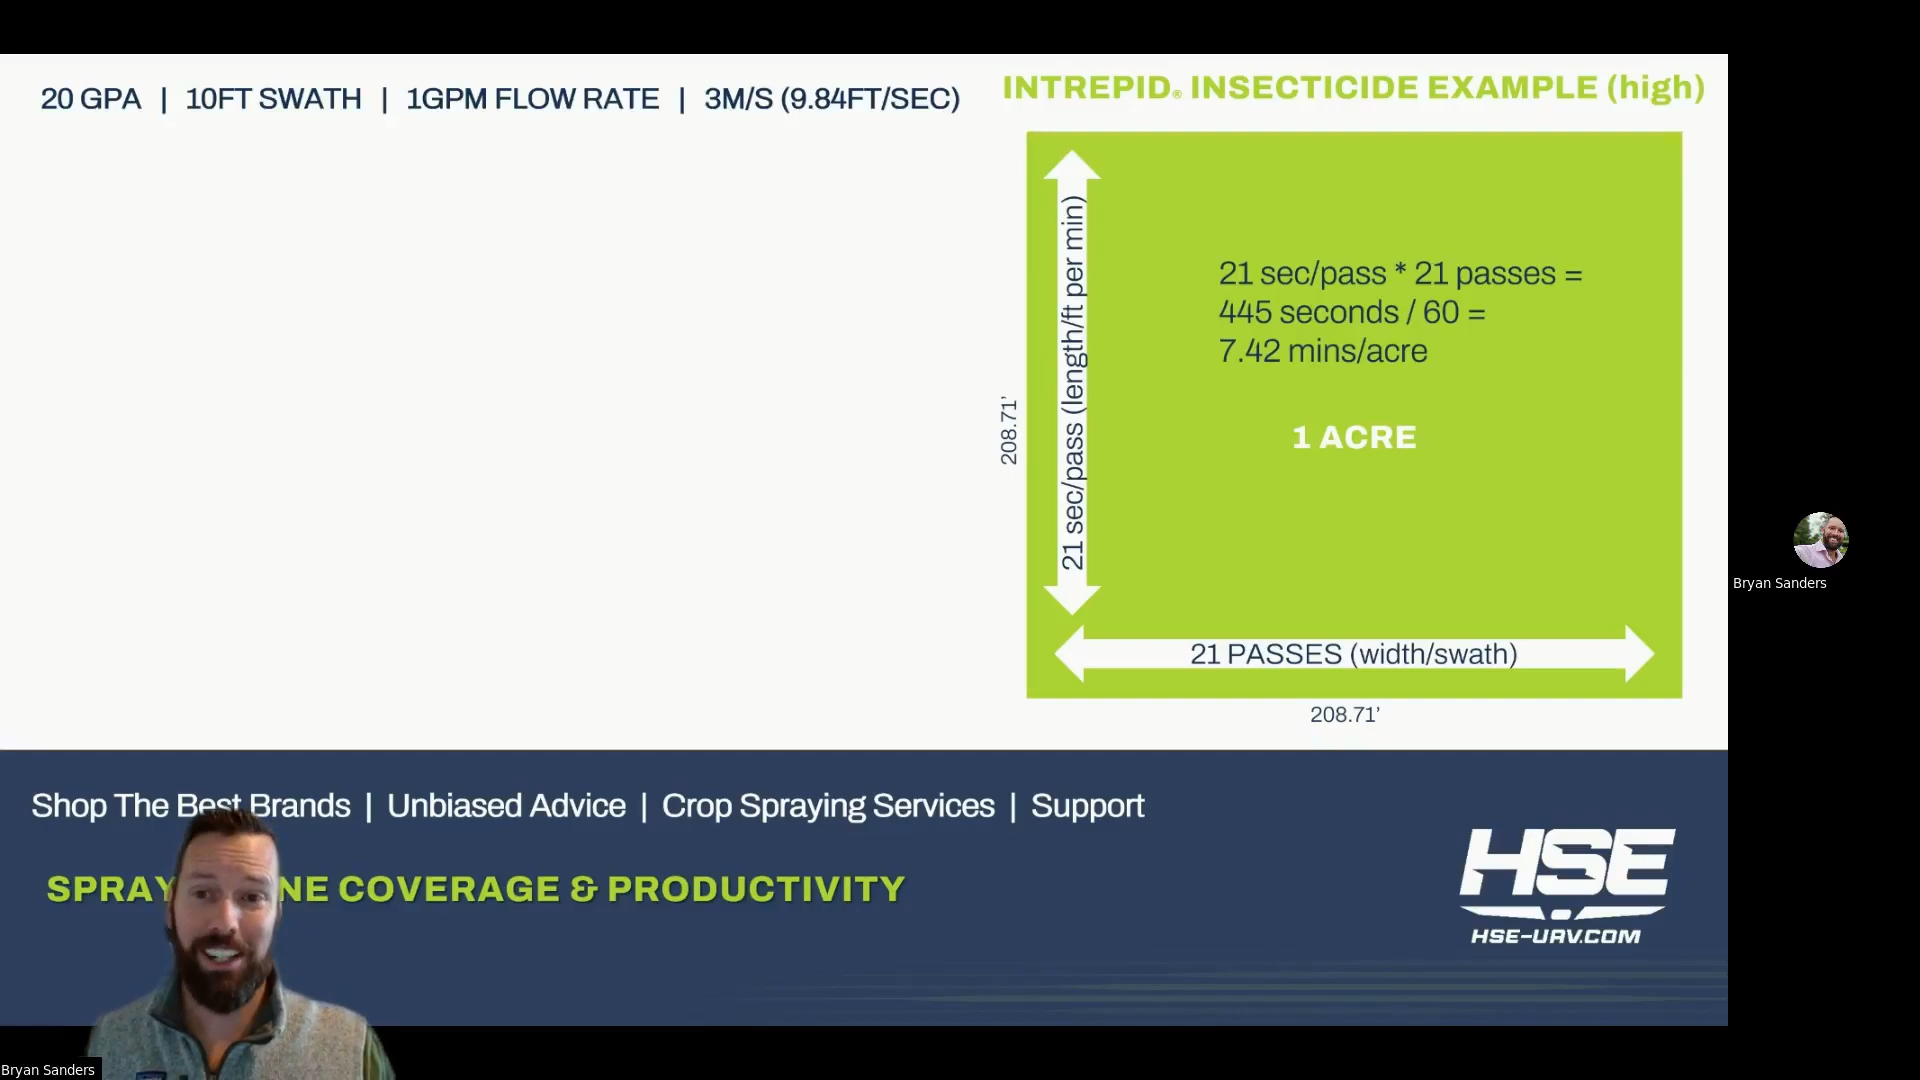 20 GPA | 10FT SWATH | 1GPM FLOW RATE | 3M/S (9.84FT/SEC)
INTREPID® INSECTICIDE EXAMPLE (high)
21 sec/pass (length/ft per min)
208.71'
21 sec/pass * 21 passes =
445 seconds / 60 =
7.42 mins/acre
1 ACRE
21 PASSES (width/swath)
208.71'
Bryan Sanders
Shop The Best Brands | Unbiased Advice | Crop Spraying Services | Support
SPRAY NE COVERAGE & PRODUCTIVITY
HSE
HSE-UAV.COM
Bryan Sanders